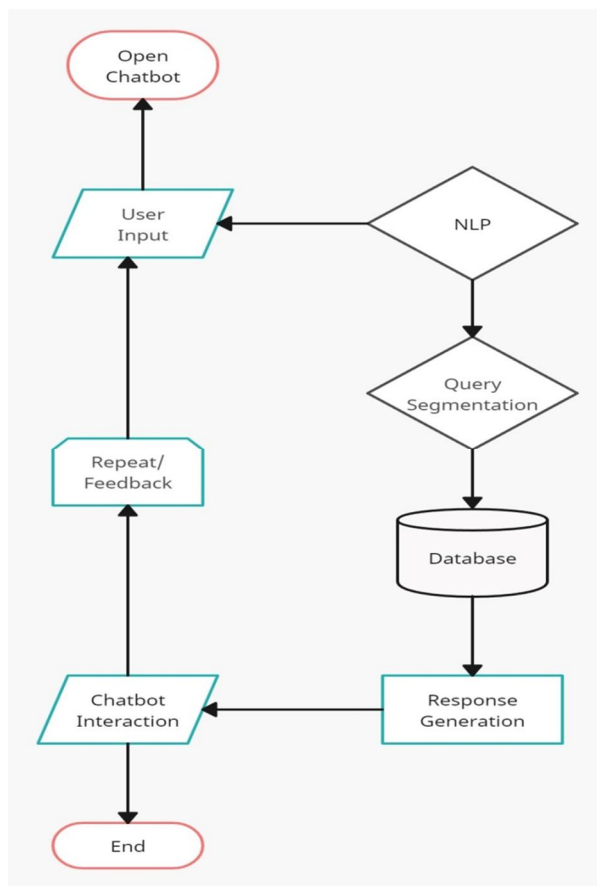 Open
Chatbot
User
Input
NLP
Query
Segmentation
Repeat/
Feedback
Database
Chatbot
Interaction
Response
Generation
End